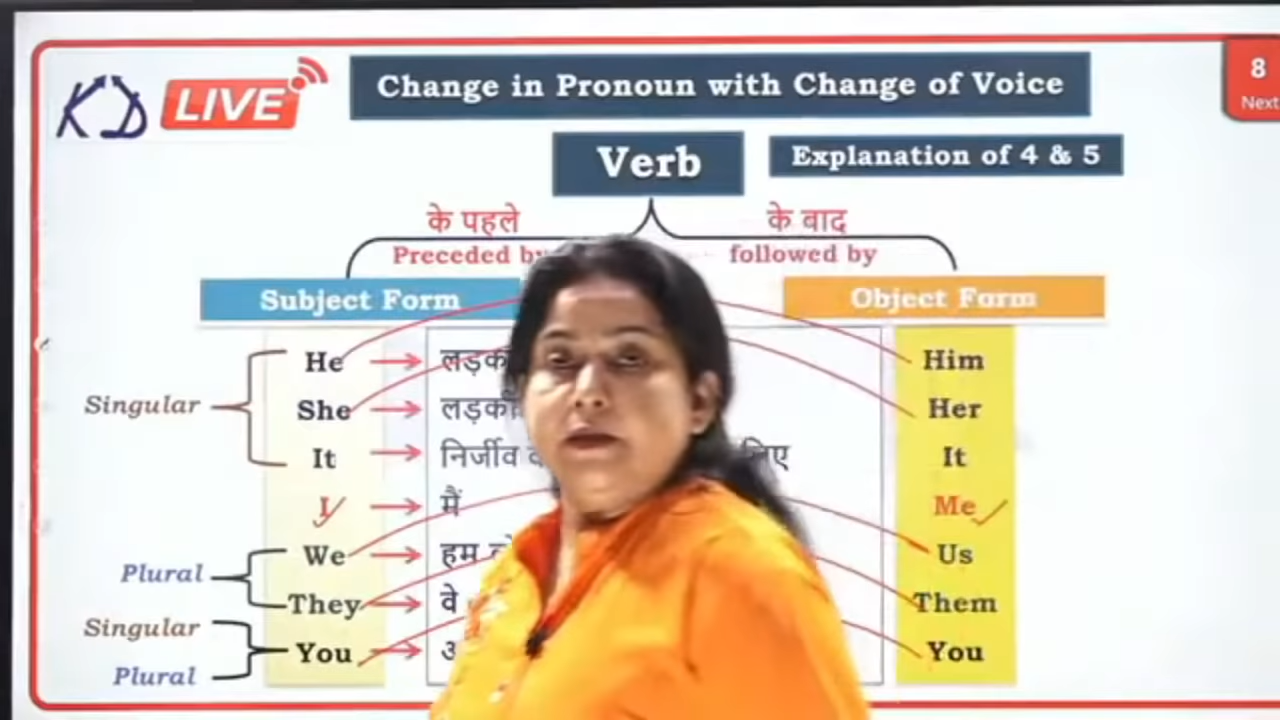 KD LIVE
Change in Pronoun with Change of Voice
8
Next
Verb
Explanation of 4 & 5
के पहले
के बाद
Preceded by
followed by
Subject Form
Object Form
He
Him
She
Her
Singular
It
निर्जीव
It
I
मैं
Me
We
हम
Us
Plural
They
वे
Them
Singular
You
You
Plural